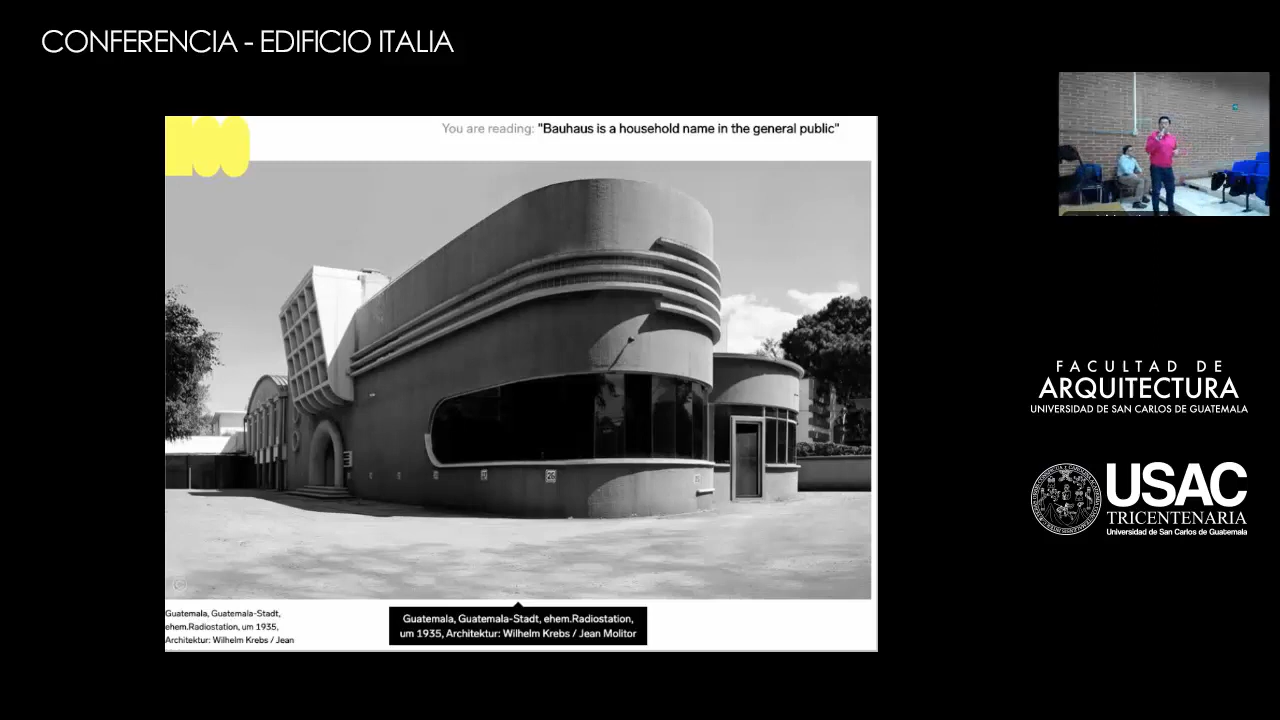 CONFERENCIA - EDIFICIO ITALIA
100
You are reading: "Bauhaus is a household name in the general public"
Guatemala, Guatemala-Stadt,
ehem.Radiostation, um 1935,
Architektur: Wilhelm Krebs / Jean
Guatemala, Guatemala-Stadt, ehem.Radiostation,
um 1935, Architektur: Wilhelm Krebs / Jean Molitor
FACULTAD DE
ARQUITECTURA
UNIVERSIDAD DE SAN CARLOS DE GUATEMALA
USAC
TRICENTENARIA
Universidad de San Carlos de Guatemala